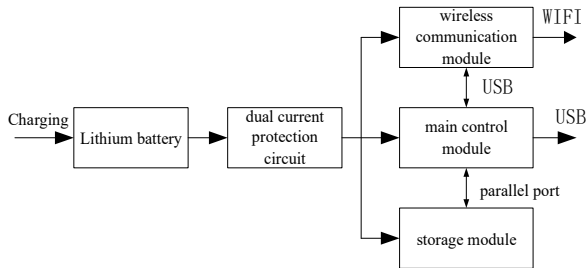 wireless
communication
module
WIFI
USB
Charging
Lithium battery
dual current
protection
circuit
main control
module
USB
parallel port
storage module